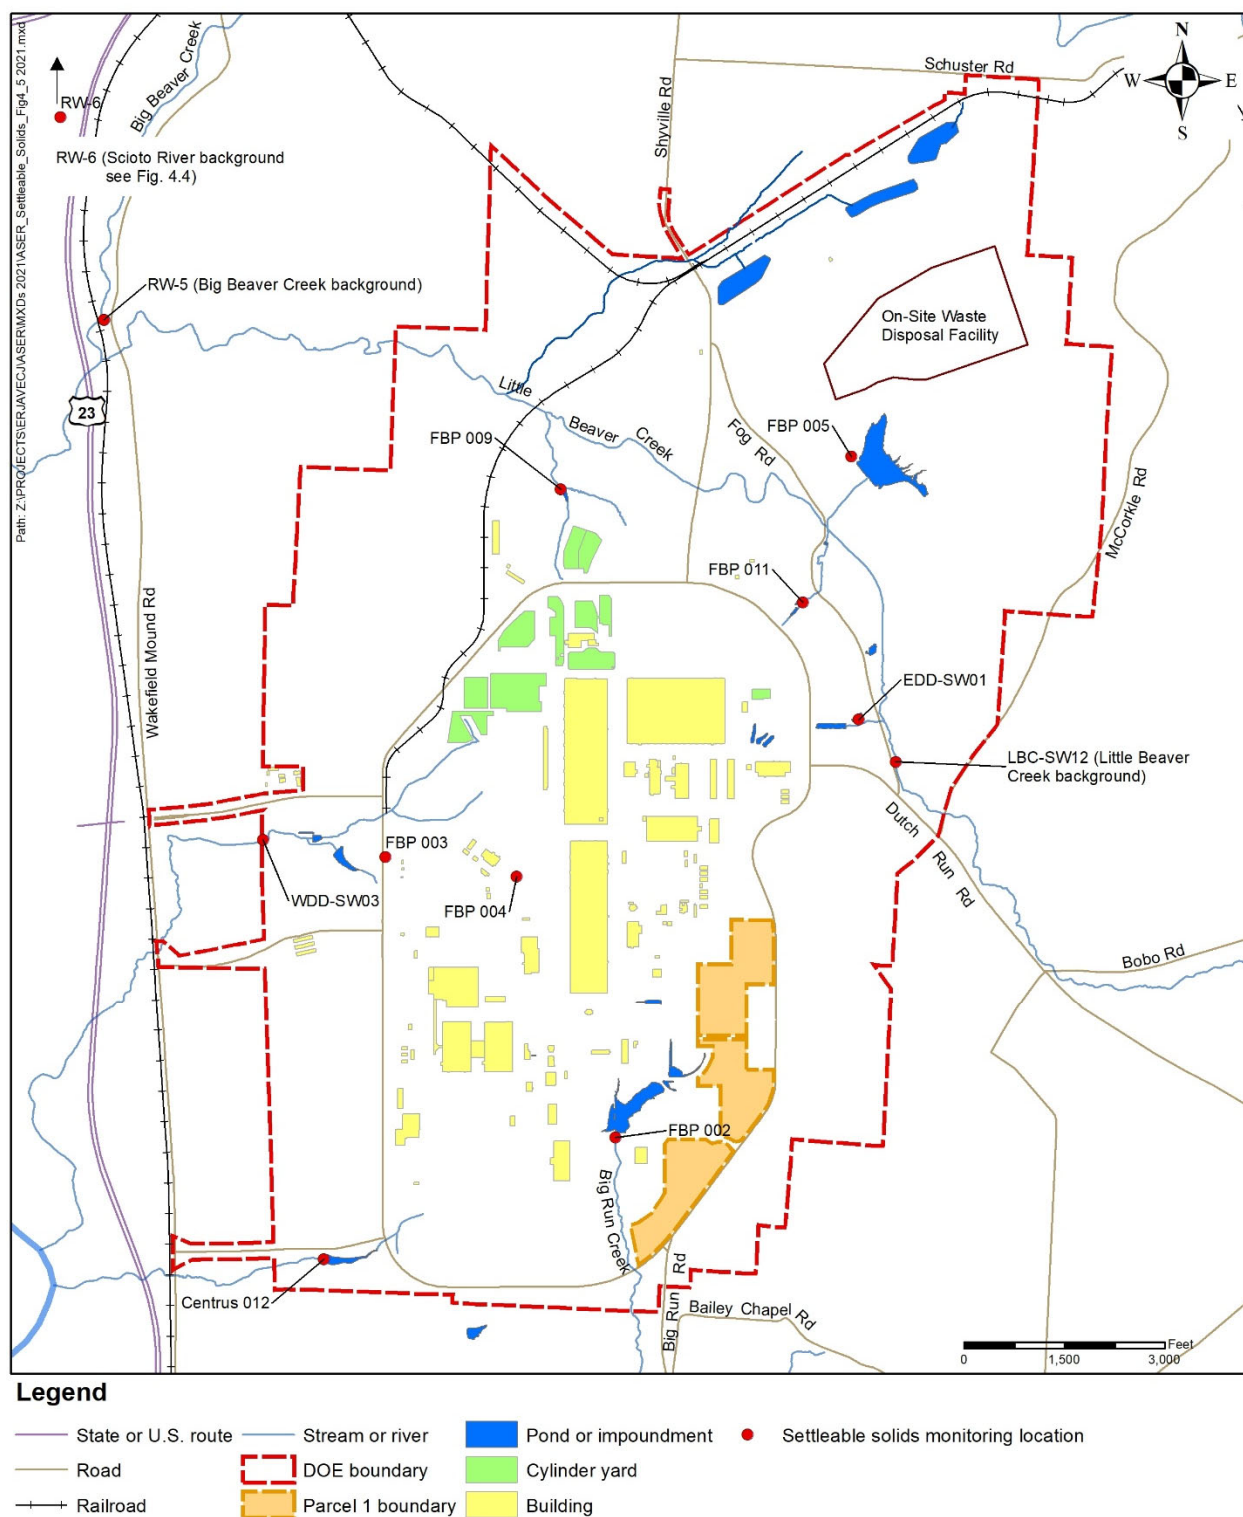 Path: Z:\PROJECTS\ERJAVECJ\ASER\MXDs 2021\ASER_Settleable_Solids_Fig4_5 2021.mxd
N
W
E
S
Schuster Rd
Big Beaver Creek
RW-6
Shyville Rd
RW-6 (Scioto River background
see Fig. 4.4)
RW-5 (Big Beaver Creek background)
On-Site Waste
Disposal Facility
23
Little
Beaver
Creek
FBP 009
Fog Rd
FBP 005
McCorkle Rd
FBP 011
Wakefield Mound Rd
EDD-SW01
LBC-SW12 (Little Beaver
Creek background)
Dutch
Run
Rd
FBP 003
WDD-SW03
FBP 004
Bobo Rd
FBP 002
Big Run Creek
Centrus 012
Big Run Rd
Bailey Chapel Rd
Feet
0
1,500
3,000
Legend
State or U.S. route
Stream or river
Pond or impoundment
Settleable solids monitoring location
Road
DOE boundary
Cylinder yard
Railroad
Parcel 1 boundary
Building